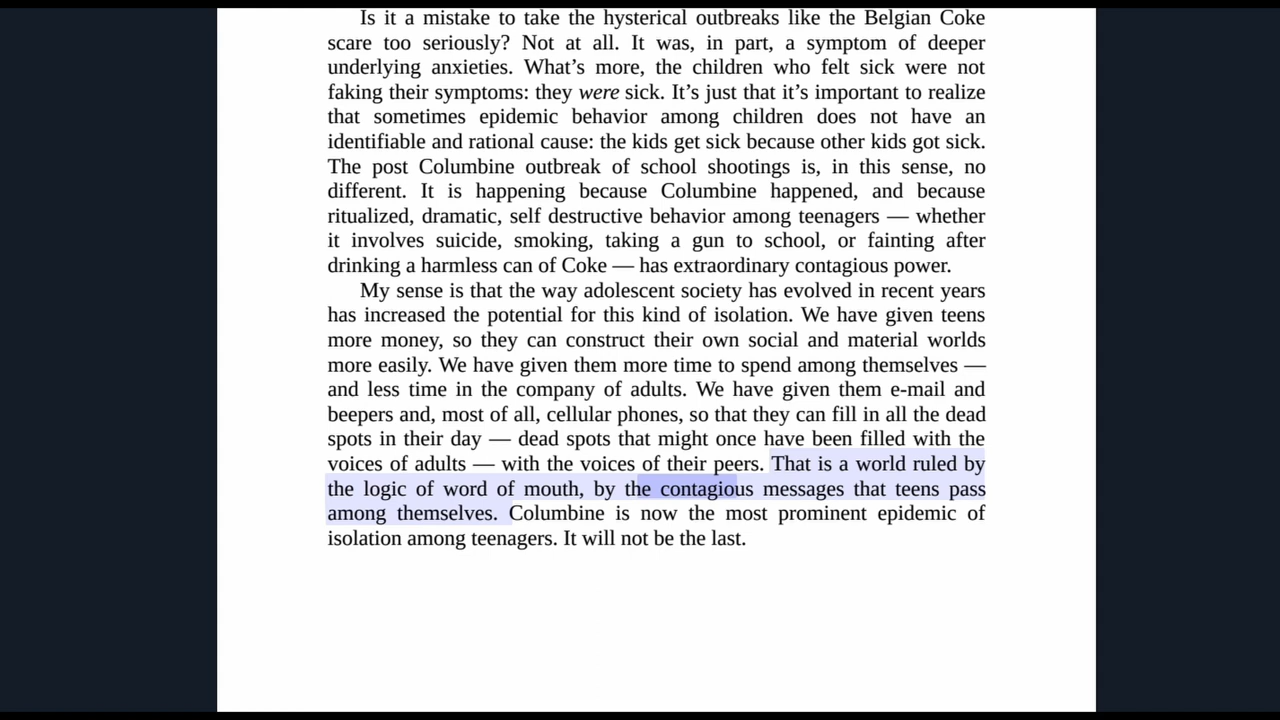 Is it a mistake to take the hysterical outbreaks like the Belgian Coke
scare too seriously? Not at all. It was, in part, a symptom of deeper
underlying anxieties. What’s more, the children who felt sick were not
faking their symptoms: they were sick. It’s just that it’s important to realize
that sometimes epidemic behavior among children does not have an
identifiable and rational cause: the kids get sick because other kids got sick.
The post Columbine outbreak of school shootings is, in this sense, no
different. It is happening because Columbine happened, and because
ritualized, dramatic, self destructive behavior among teenagers — whether
it involves suicide, smoking, taking a gun to school, or fainting after
drinking a harmless can of Coke — has extraordinary contagious power.
My sense is that the way adolescent society has evolved in recent years
has increased the potential for this kind of isolation. We have given teens
more money, so they can construct their own social and material worlds
more easily. We have given them more time to spend among themselves —
and less time in the company of adults. We have given them e-mail and
beepers and, most of all, cellular phones, so that they can fill in all the dead
spots in their day — dead spots that might once have been filled with the
voices of adults — with the voices of their peers. That is a world ruled by
the logic of word of mouth, by the contagious messages that teens pass
among themselves. Columbine is now the most prominent epidemic of
isolation among teenagers. It will not be the last.